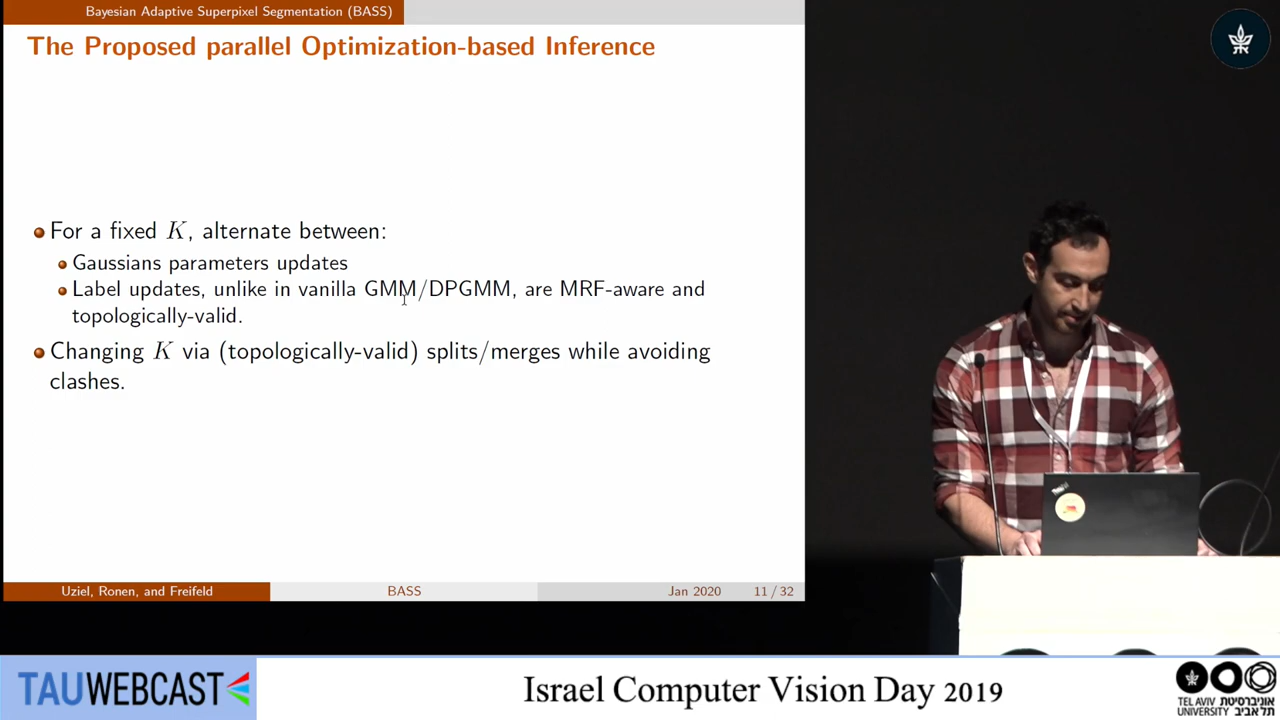 Bayesian Adaptive Superpixel Segmentation (BASS)
The Proposed parallel Optimization-based Inference
For a fixed K, alternate between:
Gaussians parameters updates
Label updates, unlike in vanilla GMM/DPGMM, are MRF-aware and
topologically-valid.
Changing K via (topologically-valid) splits/merges while avoiding
clashes.
Uziel, Ronen, and Freifeld
BASS
Jan 2020
11 / 32
TAUWEBCAST
Israel Computer Vision Day 2019
TEL AVIV אוניברסיטת
UNIVERSITY תל אביב